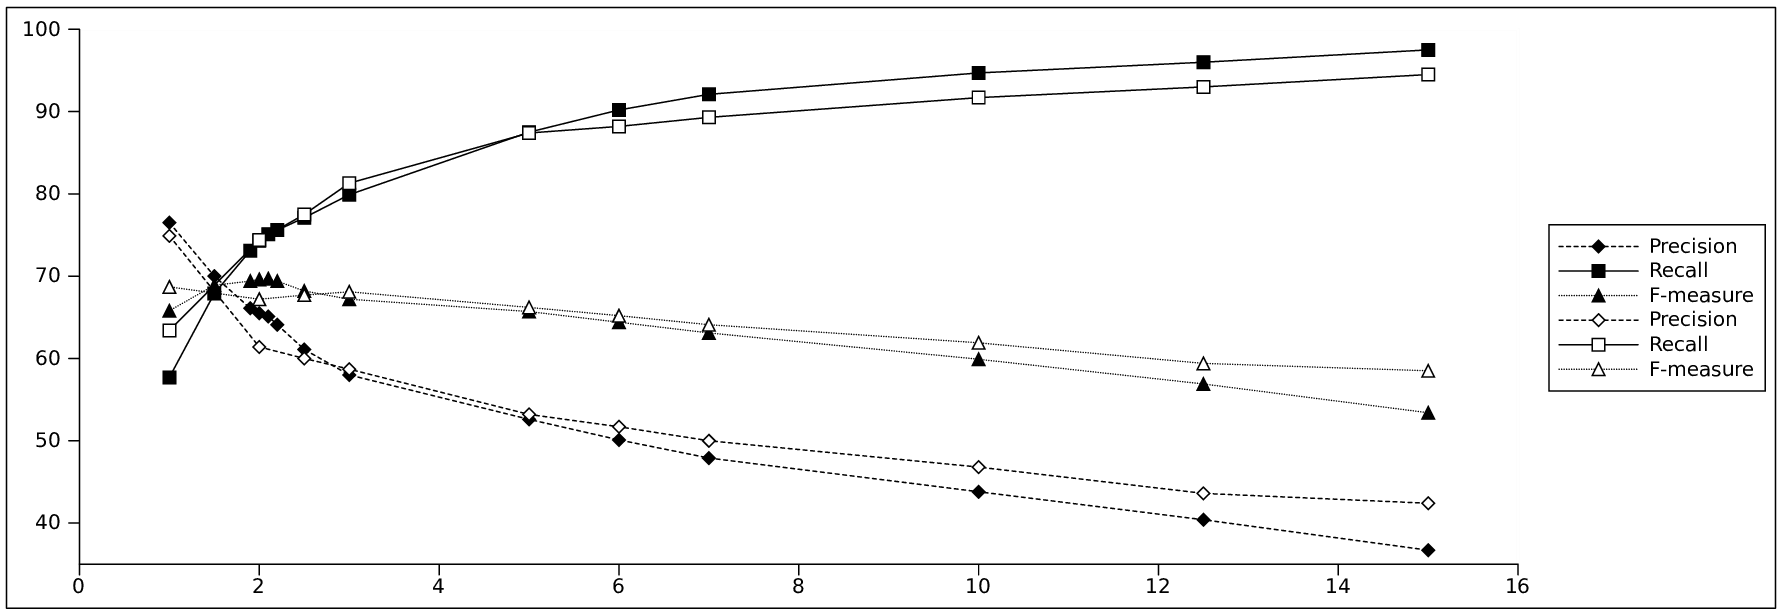 100
90
80
70
60
50
40
0 2 4 6 8 10 12 14 16
Precision
Recall
F-measure
Precision
Recall
F-measure